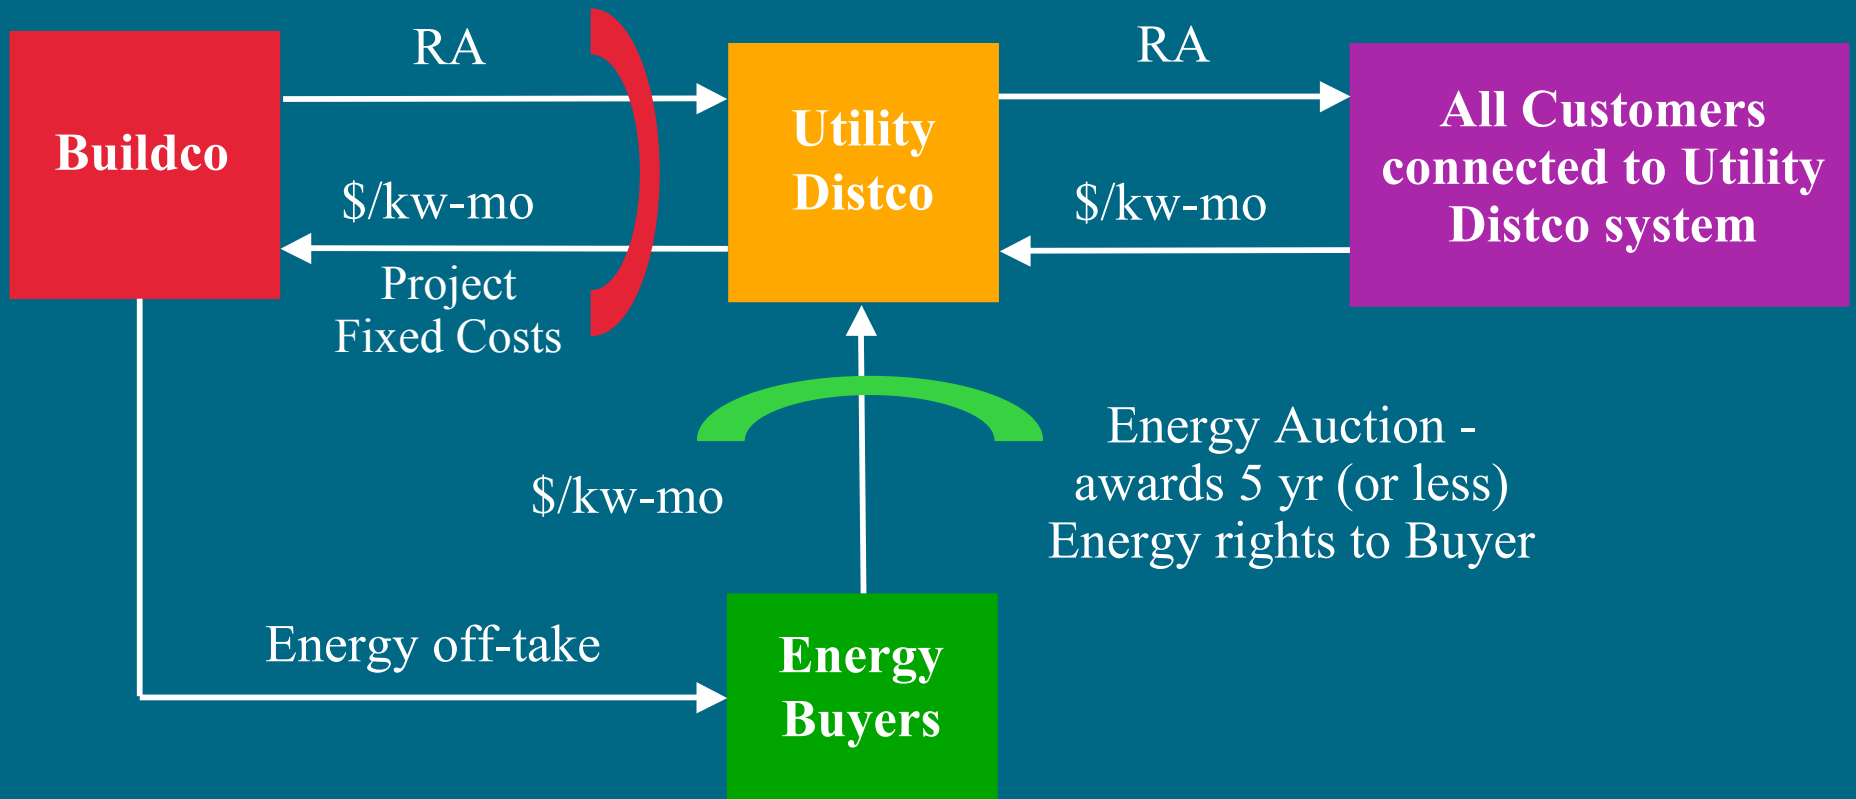 Buildco
RA
$/kw-mo
Project
Fixed Costs
Utility
Distco
RA
$/kw-mo
All Customers
connected to Utility
Distco system
$/kw-mo
Energy Auction -
awards 5 yr (or less)
Energy rights to Buyer
Energy off-take
Energy
Buyers